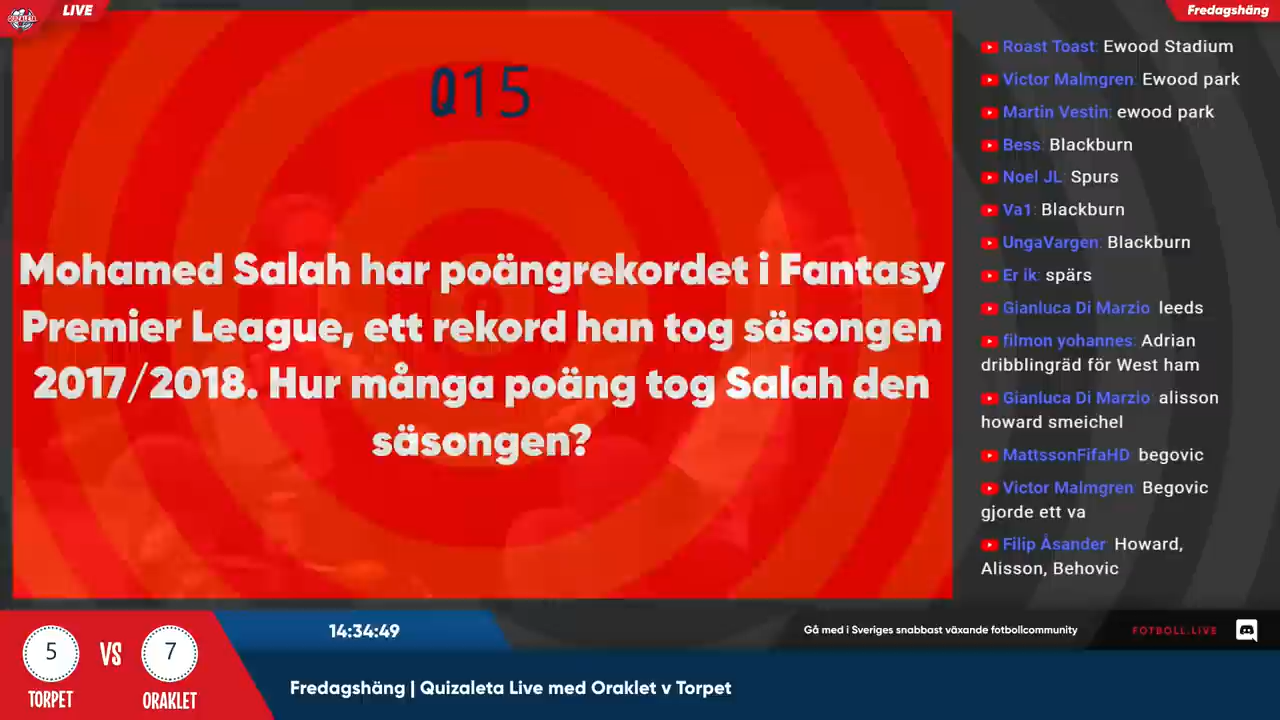 QUIZALETA
LIVE
Fredagshäng
Q15
Mohamed Salah har poängrekordet i Fantasy
Premier League, ett rekord han tog säsongen
2017/2018. Hur många poäng tog Salah den
säsongen?
Roast Toast: Ewood Stadium
Victor Malmgren: Ewood park
Martin Vestin: ewood park
Bess: Blackburn
Noel JL: Spurs
Va1: Blackburn
UngaVargen: Blackburn
Er ik: spärs
Gianluca Di Marzio: leeds
filmon yohannes: Adrian
dribblingräd för West ham
Gianluca Di Marzio: alisson
howard smeichel
MattssonFifaHD: begovic
Victor Malmgren: Begovic
gjorde ett va
Filip Åsander: Howard,
Alisson, Behovic
5 VS 7
TORPET ORAKLET
14:34:49
Gå med i Sveriges snabbast växande fotbollcommunity
FOTBOLL.LIVE
Fredagshäng | Quizaleta Live med Oraklet v Torpet